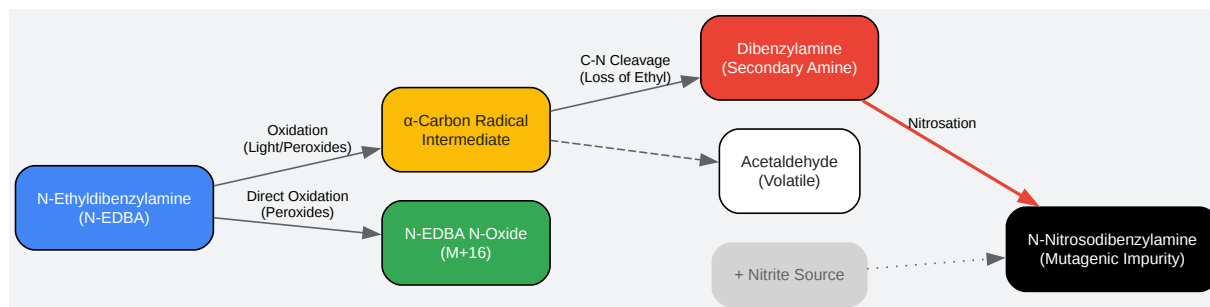 N-Ethyldibenzylamine
(N-EDBA)
Oxidation
(Light/Peroxides)
Direct Oxidation
(Peroxides)
α-Carbon Radical
Intermediate
N-EDBA N-Oxide
(M+16)
C-N Cleavage
(Loss of Ethyl)
Dibenzylamine
(Secondary Amine)
Acetaldehyde
(Volatile)
+ Nitrite Source
Nitrosation
N-Nitrosodibenzylamine
(Mutagenic Impurity)